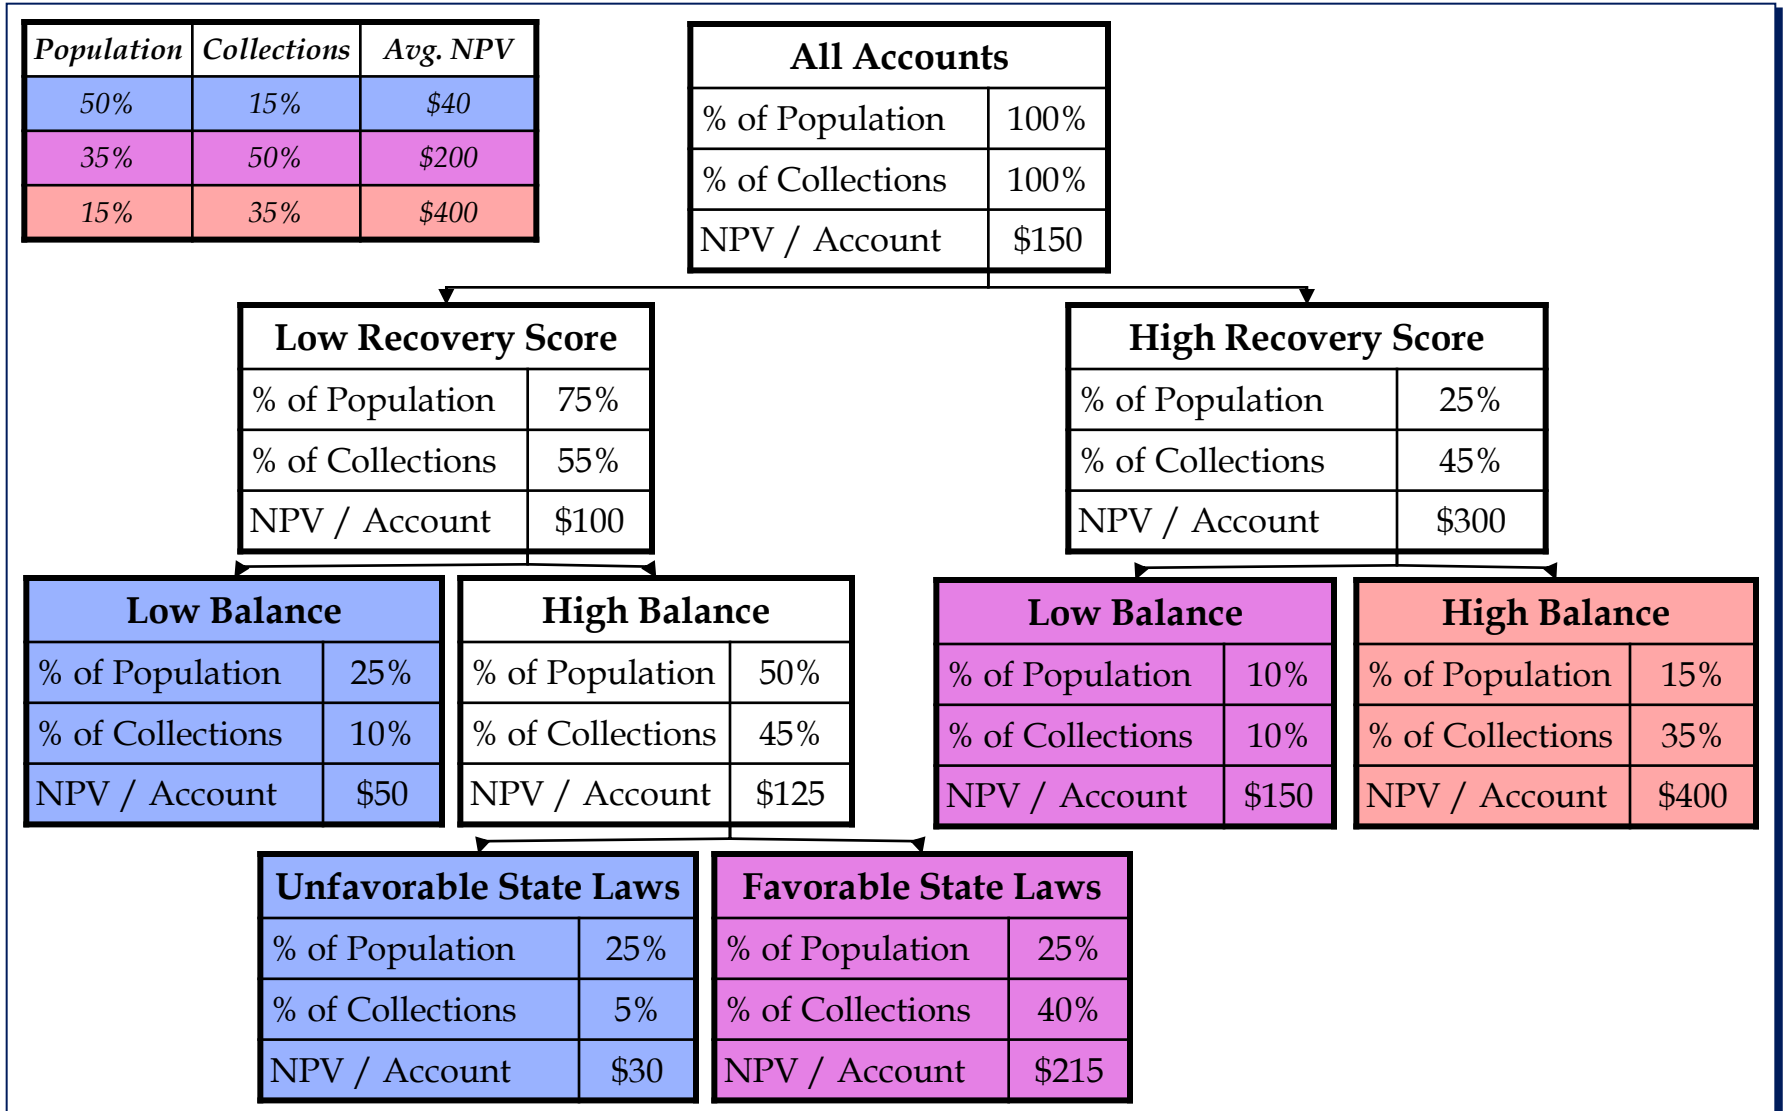 Population Collections Avg. NPV
50% 15% $40
35% 50% $200
15% 35% $400
All Accounts
% of Population 100%
% of Collections 100%
NPV / Account $150
Low Recovery Score
% of Population 75%
% of Collections 55%
NPV / Account $100
High Recovery Score
% of Population 25%
% of Collections 45%
NPV / Account $300
Low Balance
% of Population 25%
% of Collections 10%
NPV / Account $50
High Balance
% of Population 50%
% of Collections 45%
NPV / Account $125
Low Balance
% of Population 10%
% of Collections 10%
NPV / Account $150
High Balance
% of Population 15%
% of Collections 35%
NPV / Account $400
Unfavorable State Laws
% of Population 25%
% of Collections 5%
NPV / Account $30
Favorable State Laws
% of Population 25%
% of Collections 40%
NPV / Account $215